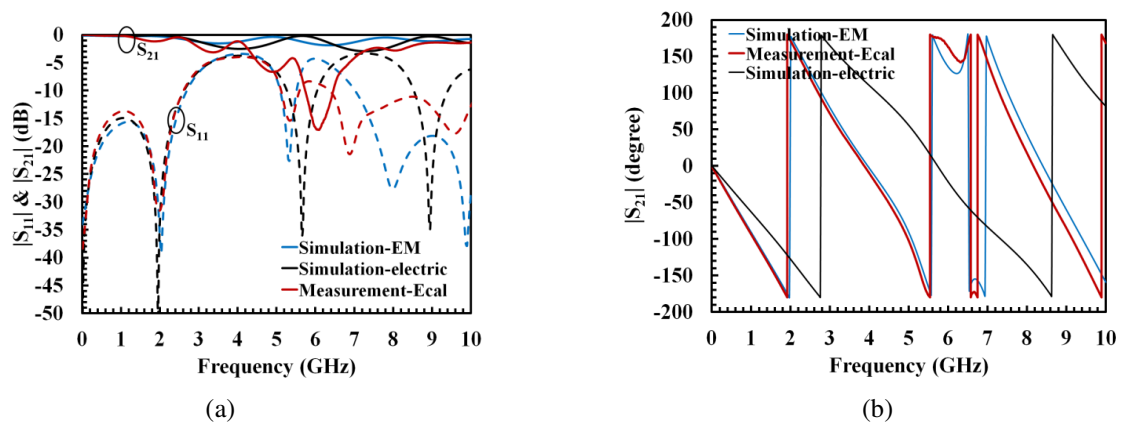 0
-5
-10
-15
-20
-25
-30
-35
-40
-45
-50
|S11| & |S21| (dB)
S21
S11
Simulation-EM
Simulation-electric
Measurement-Ecal
0 1 2 3 4 5 6 7 8 9 10
Frequency (GHz)
(a)
200
150
100
50
0
-50
-100
-150
-200
|S21| (degree)
Simulation-EM
Measurement-Ecal
Simulation-electric
0 1 2 3 4 5 6 7 8 9 10
Frequency (GHz)
(b)